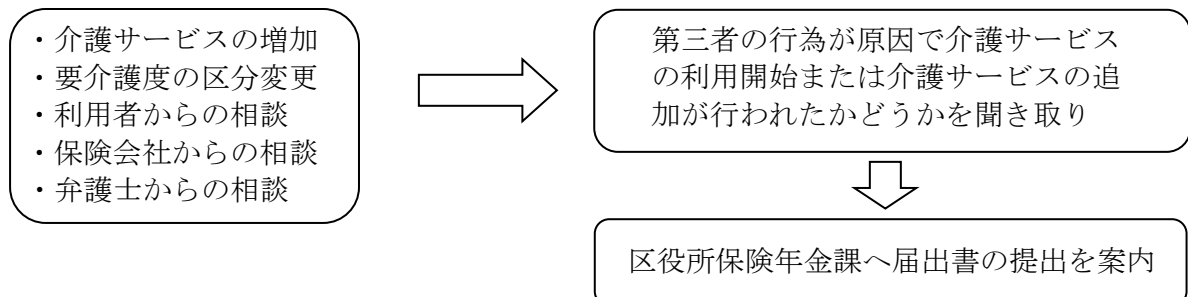 ・介護サービスの増加
・要介護度の区分変更
・利用者からの相談
・保険会社からの相談
・弁護士からの相談
第三者の行為が原因で介護サービス
の利用開始または介護サービスの追
加が行われたかどうかを聞き取り
区役所保険年金課へ届出書の提出を案内